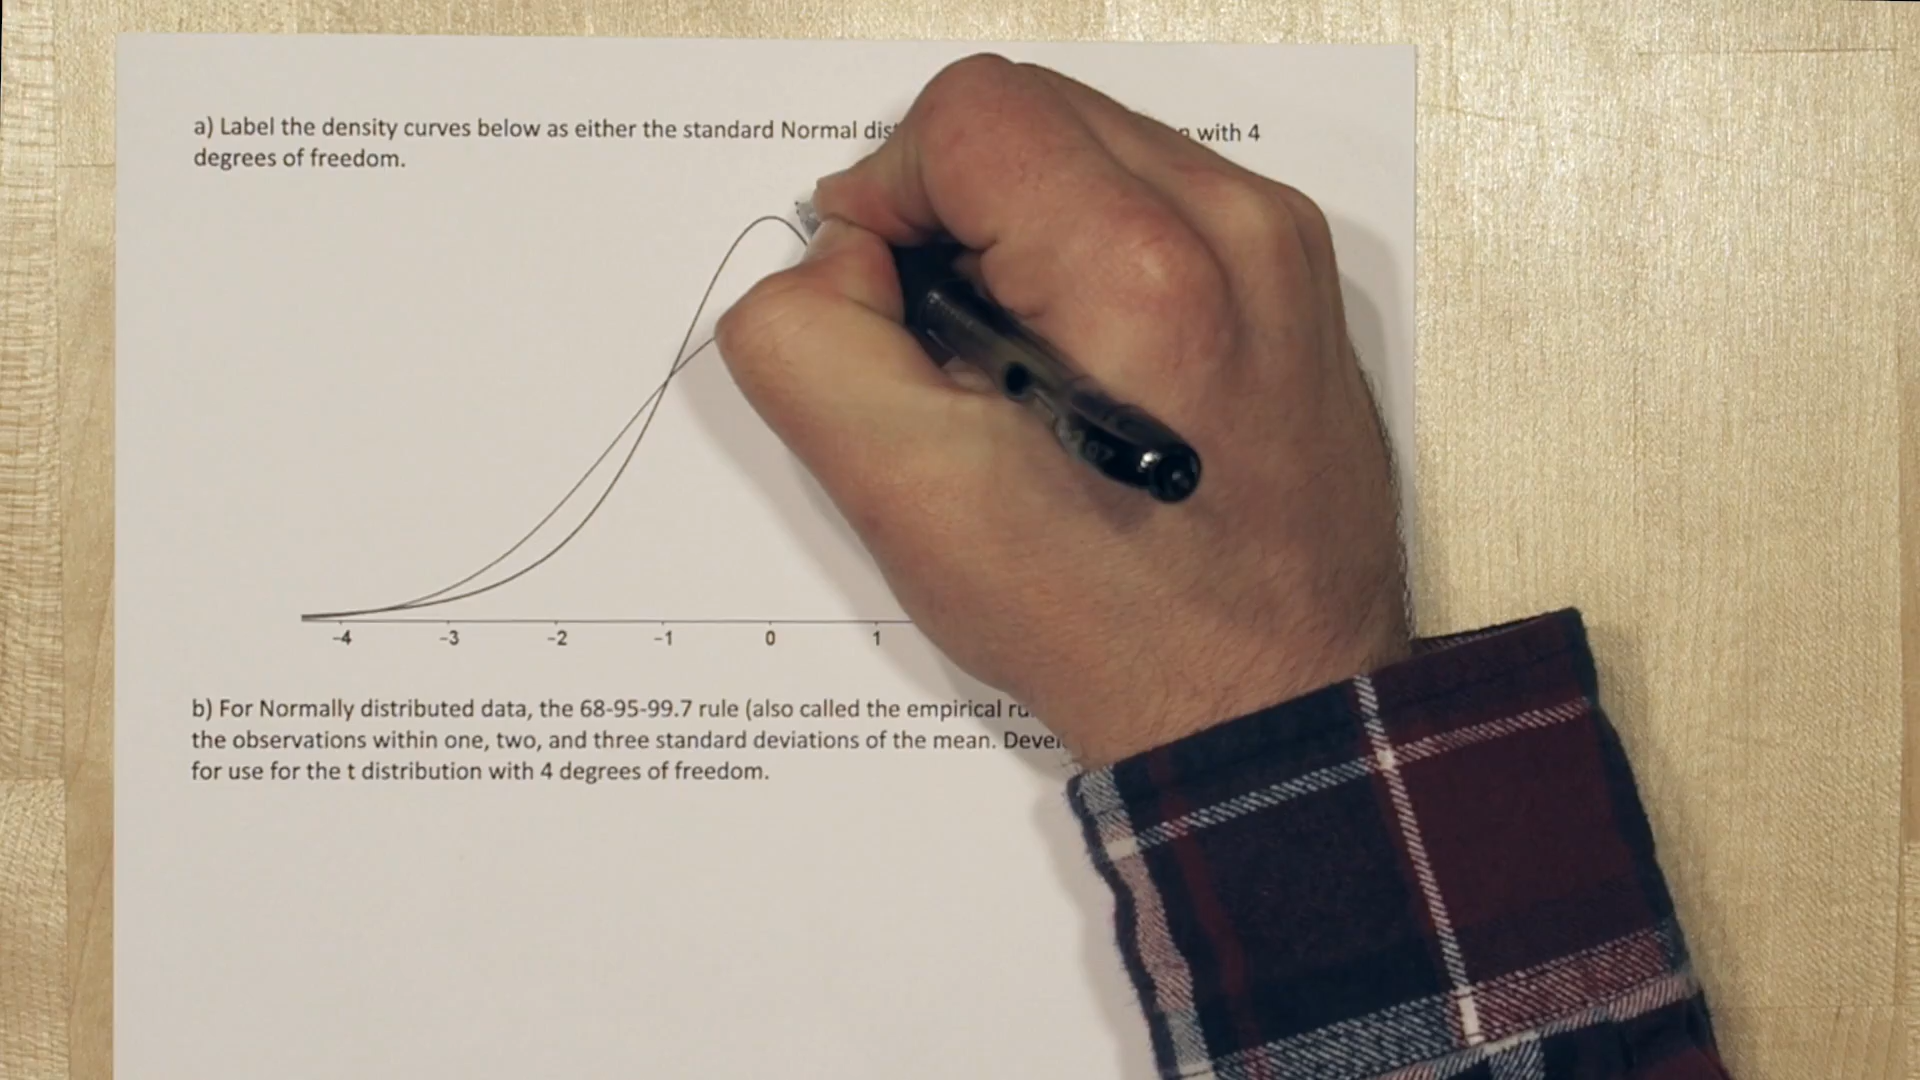 a) Label the density curves below as either the standard Normal with 4
degrees of freedom.
-4 -3 -2 -1 0 1
b) For Normally distributed data, the 68-95-99.7 rule (also called the empirical
the observations within one, two, and three standard deviations of the mean.
for use for the t distribution with 4 degrees of freedom.
07